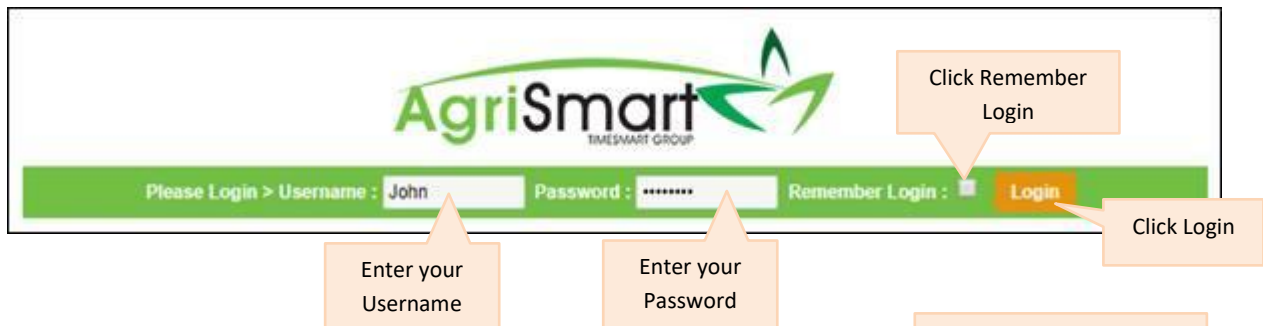 AgriSmart
TIMESMART GROUP
Click Remember
Login
Please Login > Username : John Password : •••••••• Remember Login : Login
Click Login
Enter your
Username
Enter your
Password